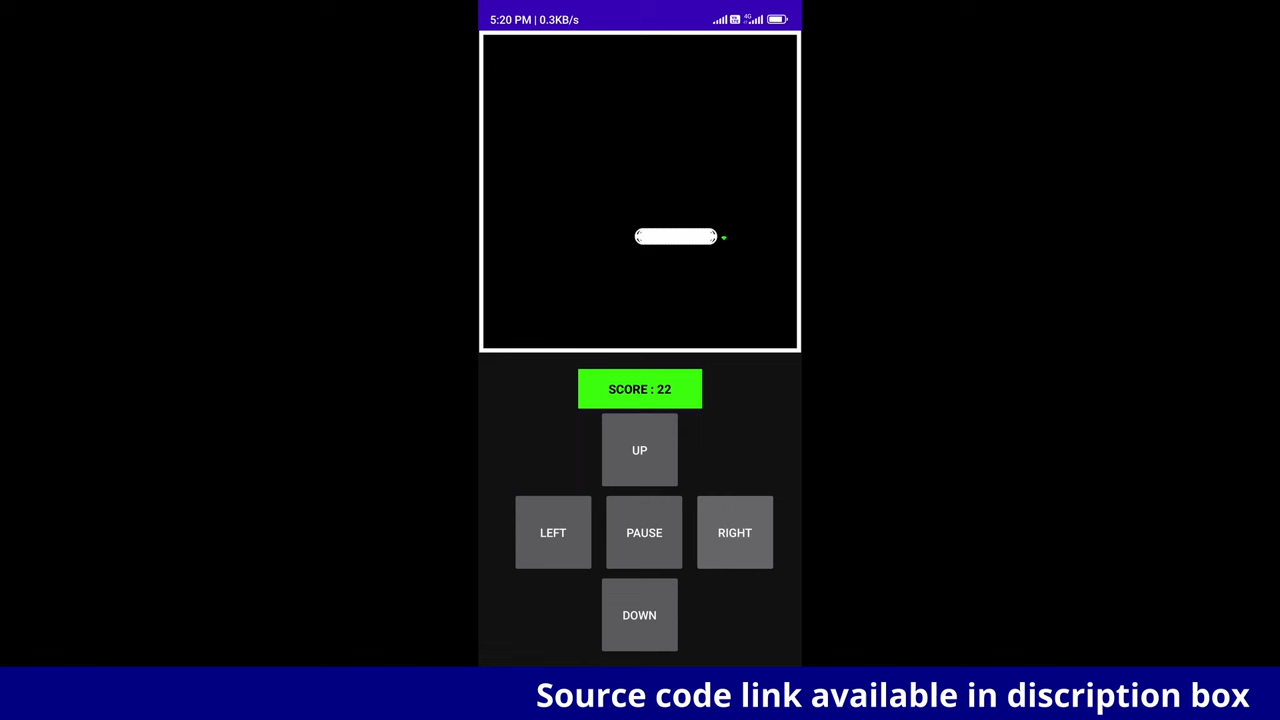 5:20 PM | 0.3KB/s
4G
SCORE : 22
UP
LEFT PAUSE RIGHT
DOWN
Source code link available in discription box